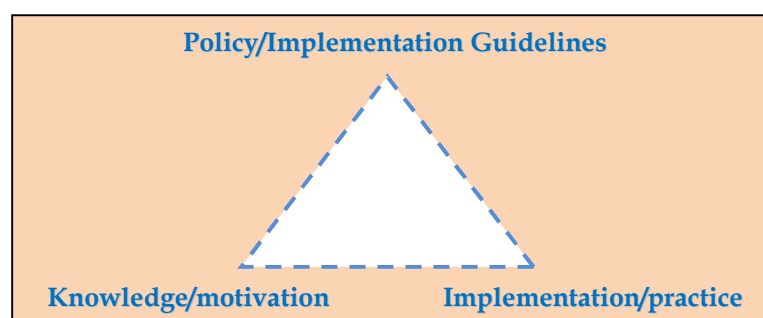 Policy/Implementation Guidelines
Knowledge/motivation
Implementation/practice